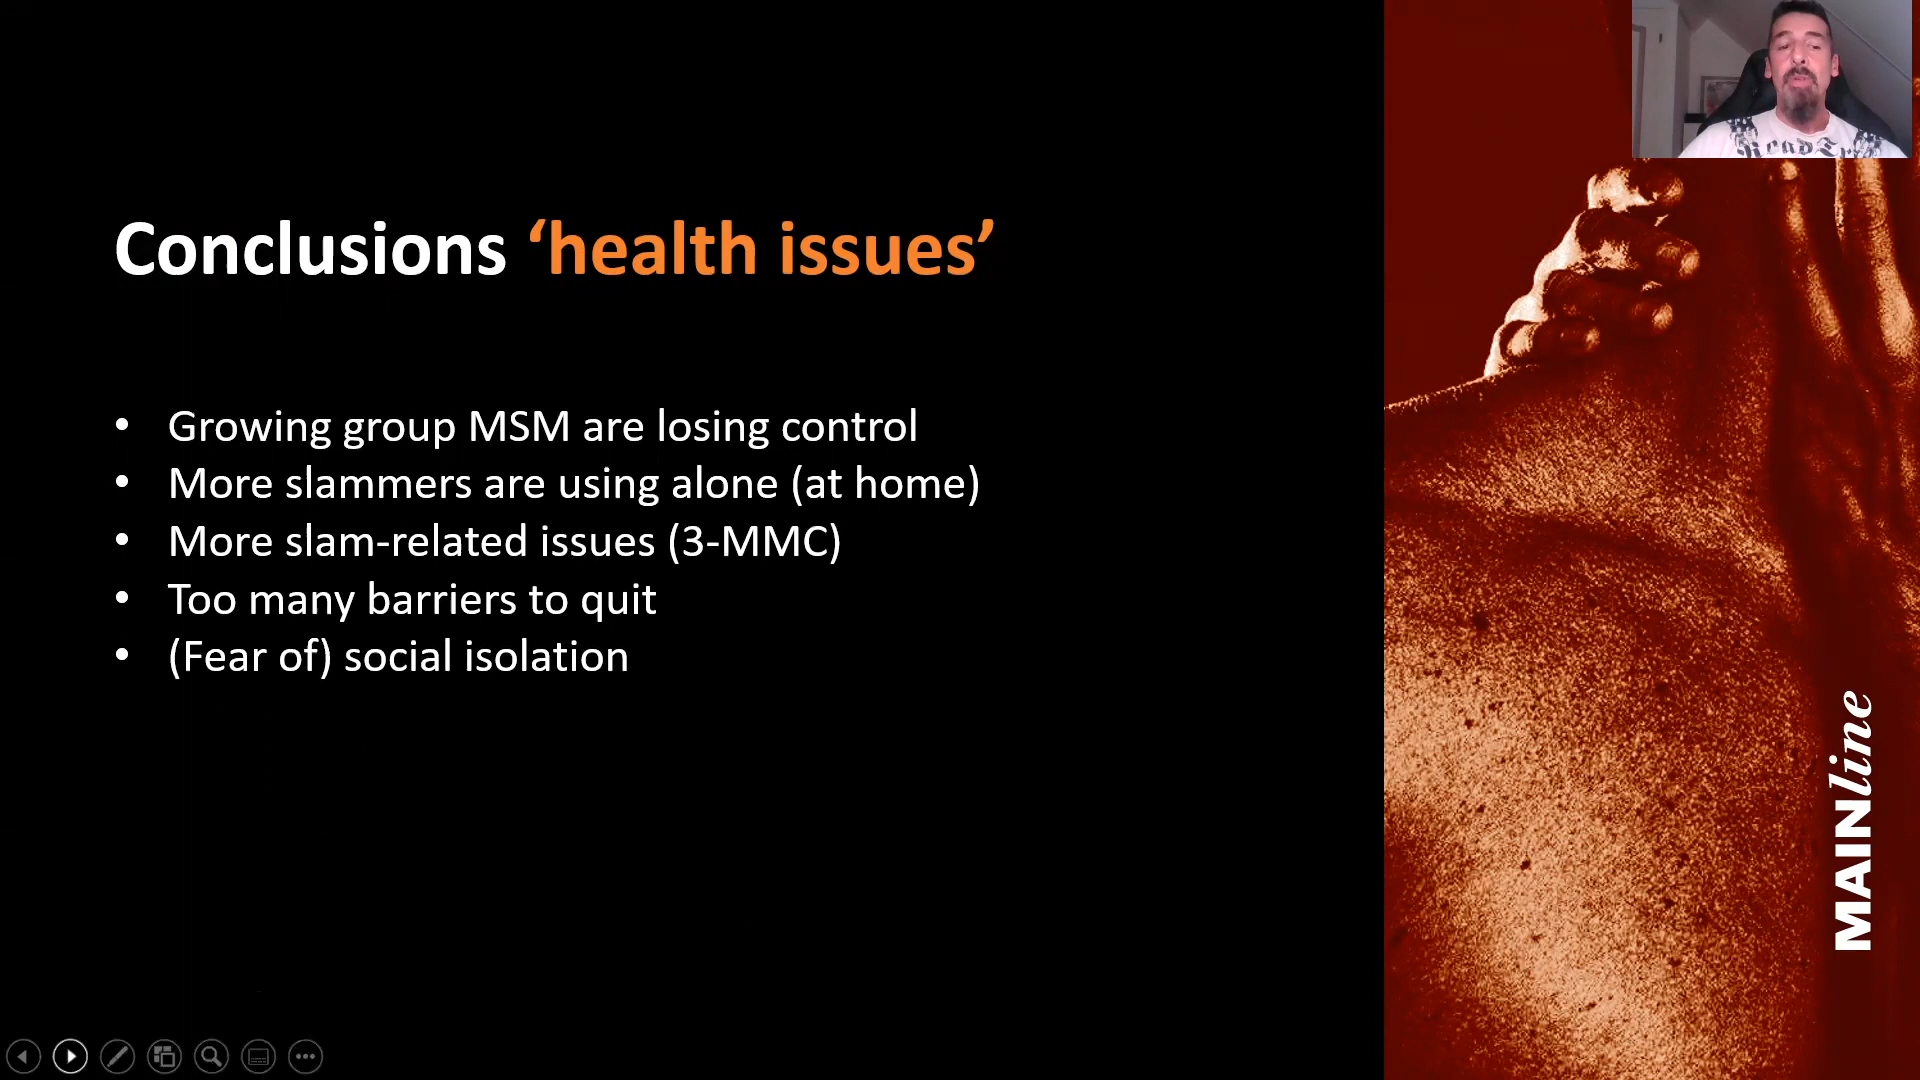 Conclusions ‘health issues’
• Growing group MSM are losing control
• More slammers are using alone (at home)
• More slam-related issues (3-MMC)
• Too many barriers to quit
• (Fear of) social isolation
MAINline